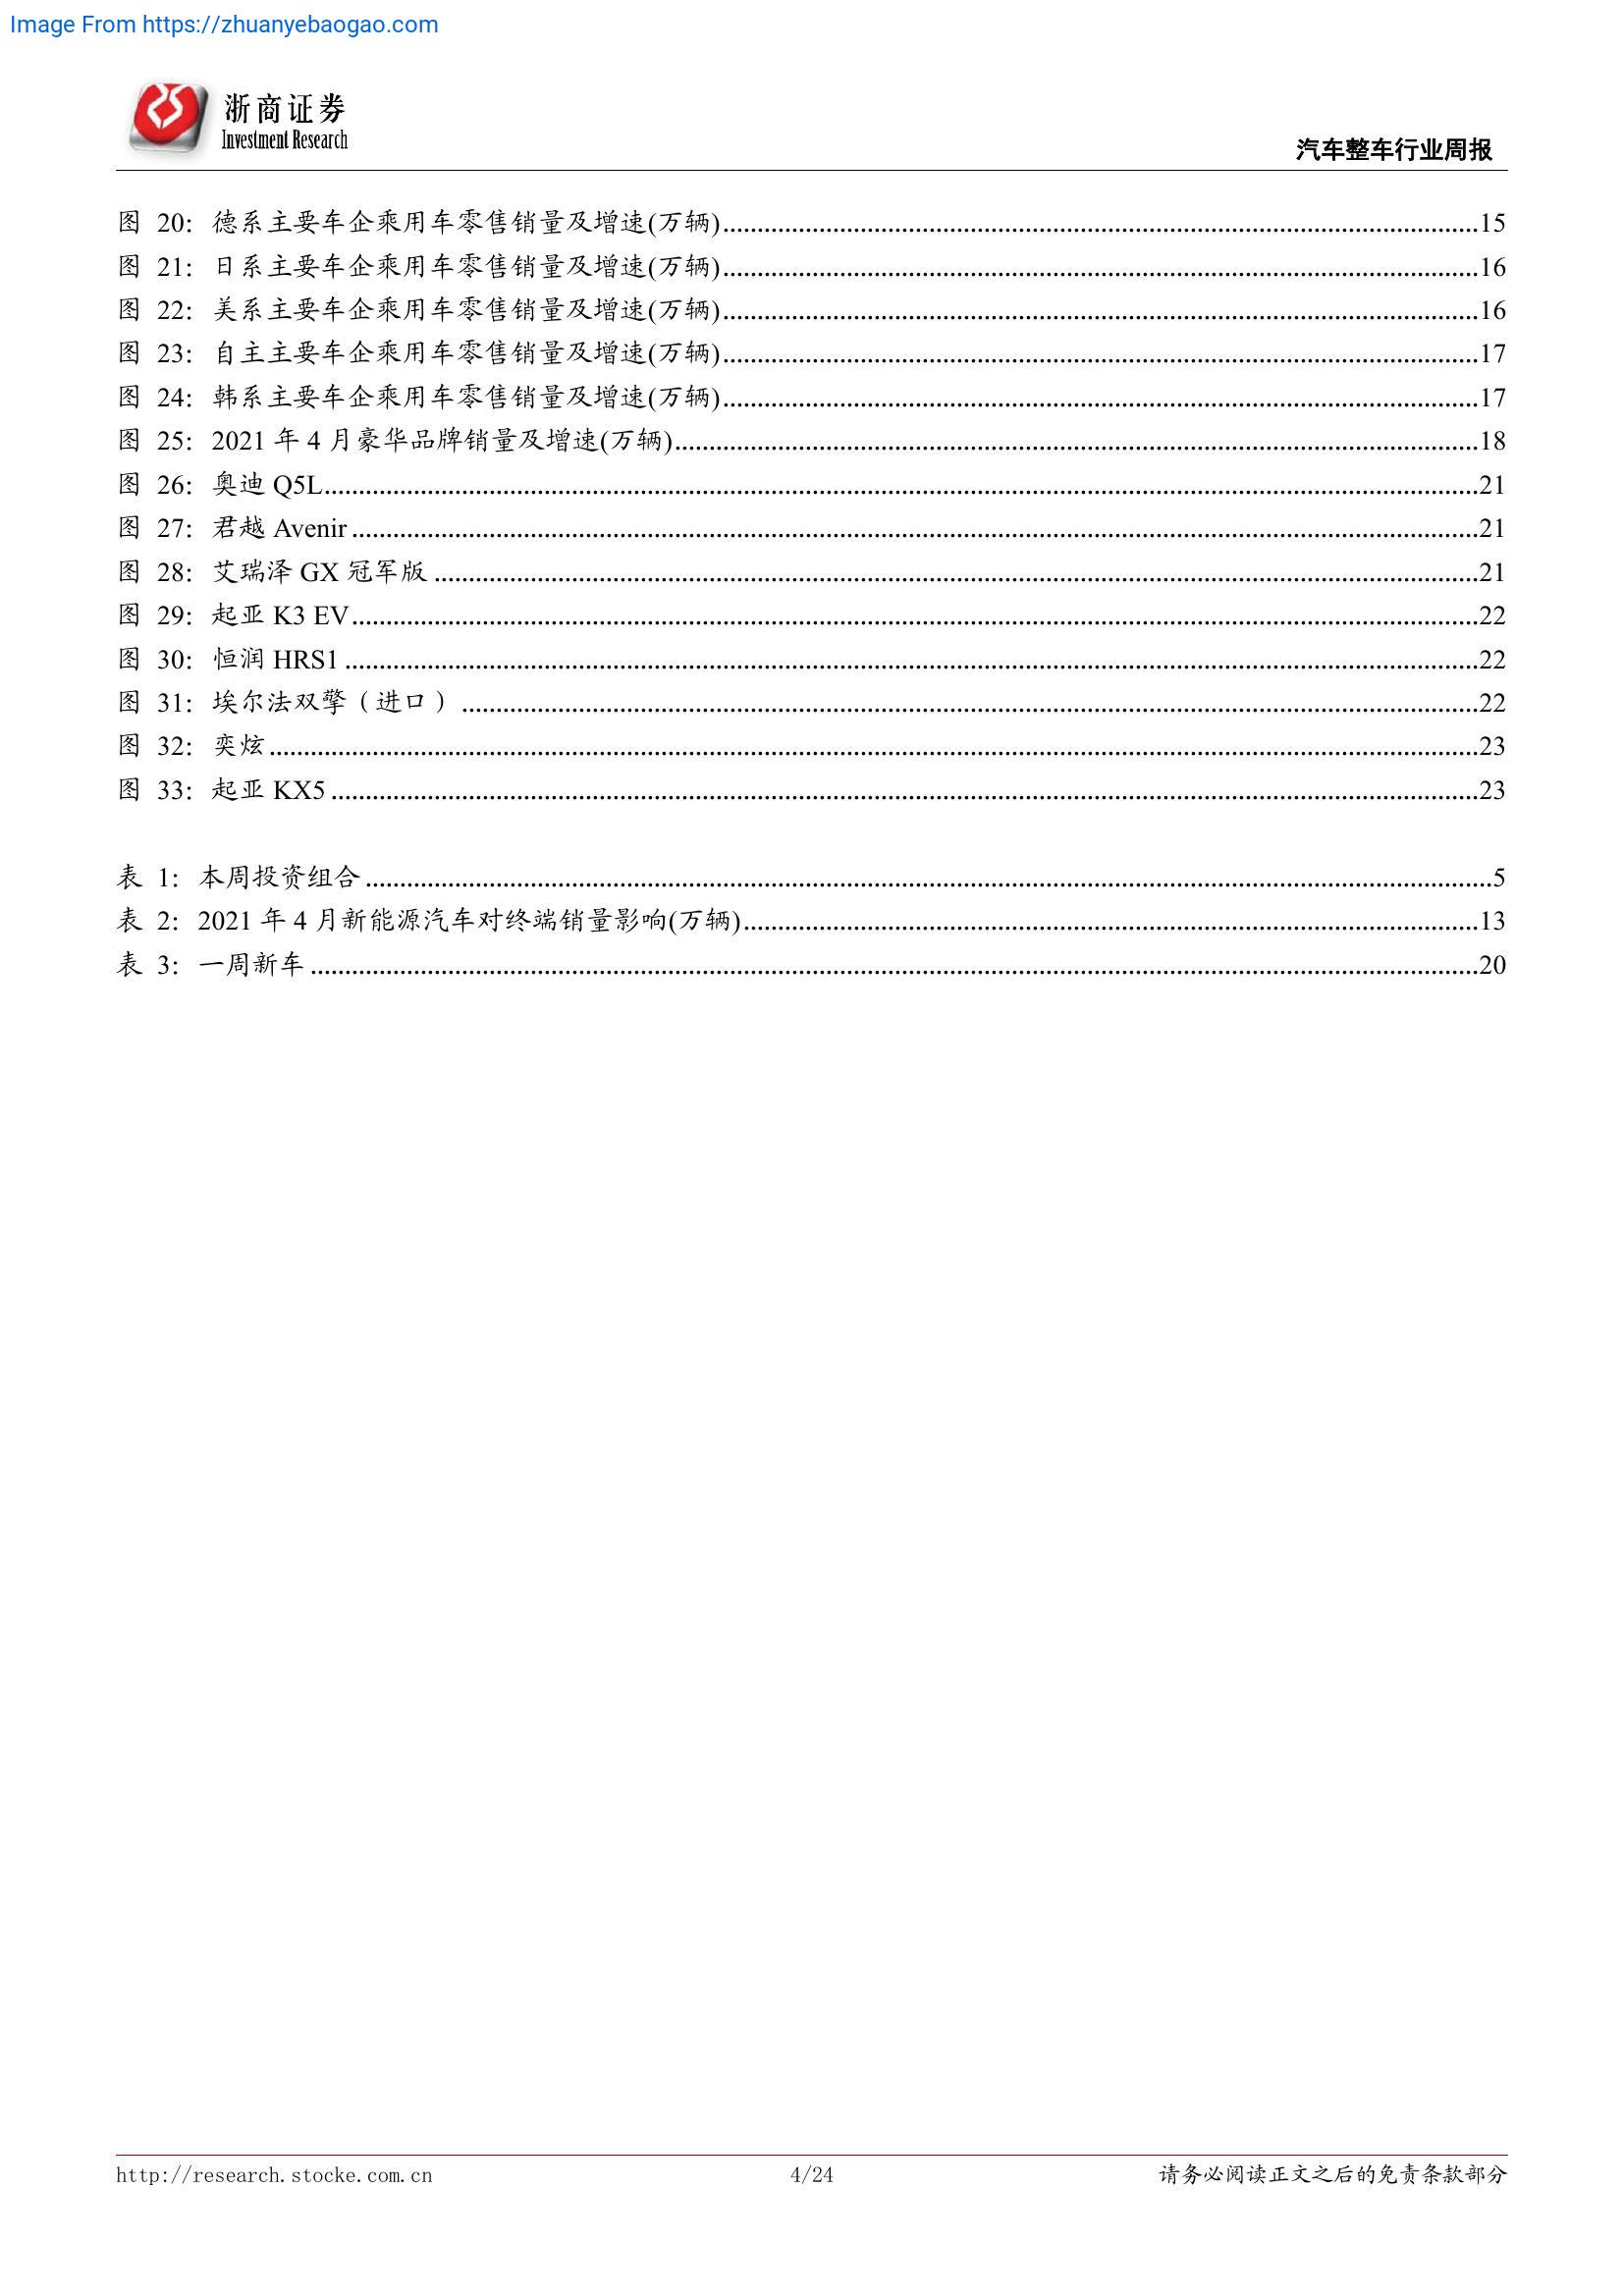 Image From https://zhuanyebaogao.com
浙商证券
Investment Research
汽车整车行业周报
图 20：德系主要车企乘用车零售销量及增速(万辆)...............15
图 21：日系主要车企乘用车零售销量及增速(万辆)...............16
图 22：美系主要车企乘用车零售销量及增速(万辆)...............16
图 23：自主主要车企乘用车零售销量及增速(万辆)...............17
图 24：韩系主要车企乘用车零售销量及增速(万辆)...............17
图 25：2021 年 4 月豪华品牌销量及增速(万辆)...............18
图 26：奥迪 Q5L...............21
图 27：君越 Avenir ...............21
图 28：艾瑞泽 GX 冠军版 ...............21
图 29：起亚 K3 EV...............22
图 30：恒润 HRS1 ...............22
图 31：埃尔法双擎（进口） ...............22
图 32：奕炫...............23
图 33：起亚 KX5 ...............23
表 1：本周投资组合 ...............5
表 2：2021 年 4 月新能源汽车对终端销量影响(万辆)...............13
表 3：一周新车 ...............20
http://research.stocke.com.cn 4/24 请务必阅读正文之后的免责条款部分